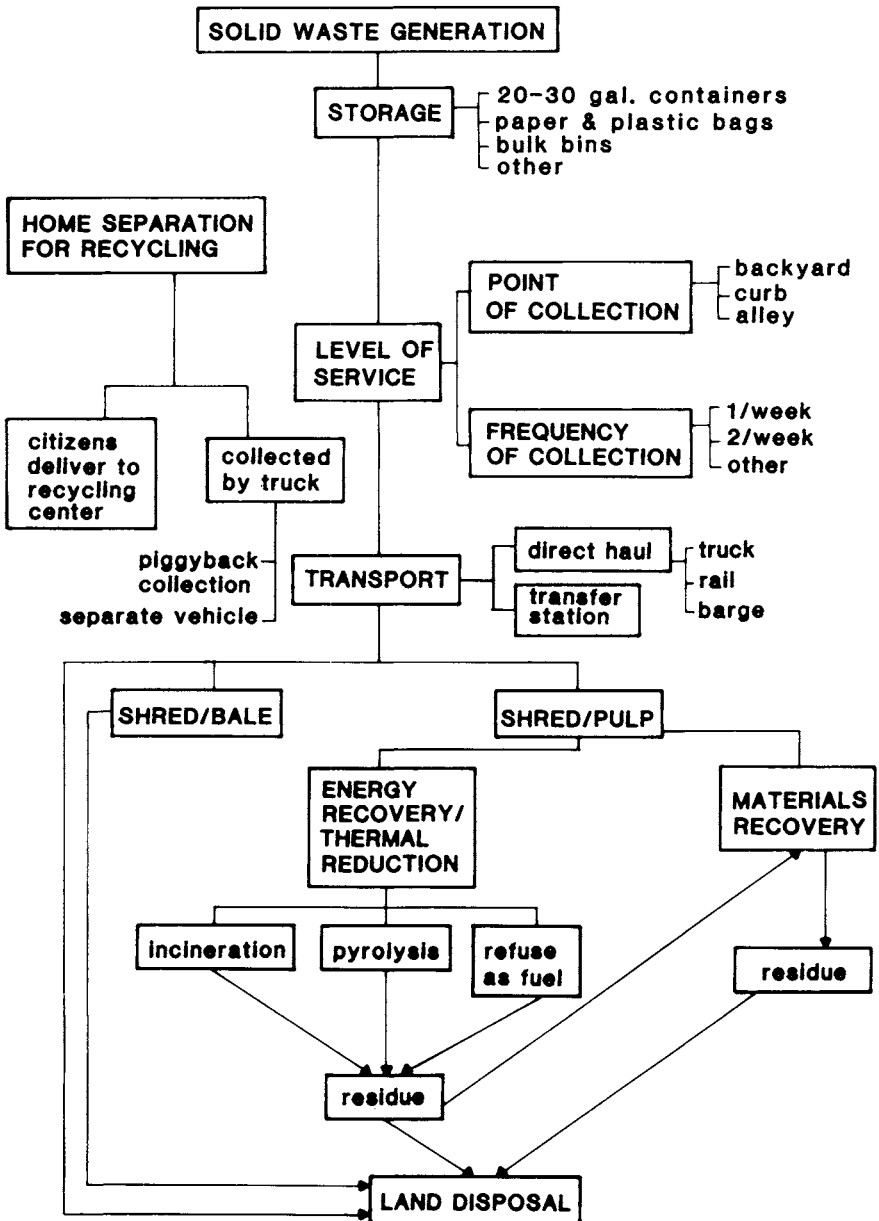 SOLID WASTE GENERATION
STORAGE
20-30 gal. containers
paper & plastic bags
bulk bins
other
HOME SEPARATION
FOR RECYCLING
POINT
OF COLLECTION
backyard
curb
alley
LEVEL OF
SERVICE
FREQUENCY
OF COLLECTION
1/week
2/week
other
citizens
deliver to
recycling
center
collected
by truck
piggyback
collection
separate vehicle
TRANSPORT
direct haul
transfer
station
truck
rail
barge
SHRED/BALE
SHRED/PULP
ENERGY
RECOVERY/
THERMAL
REDUCTION
MATERIALS
RECOVERY
incineration
pyrolysis
refuse
as fuel
residue
residue
LAND DISPOSAL